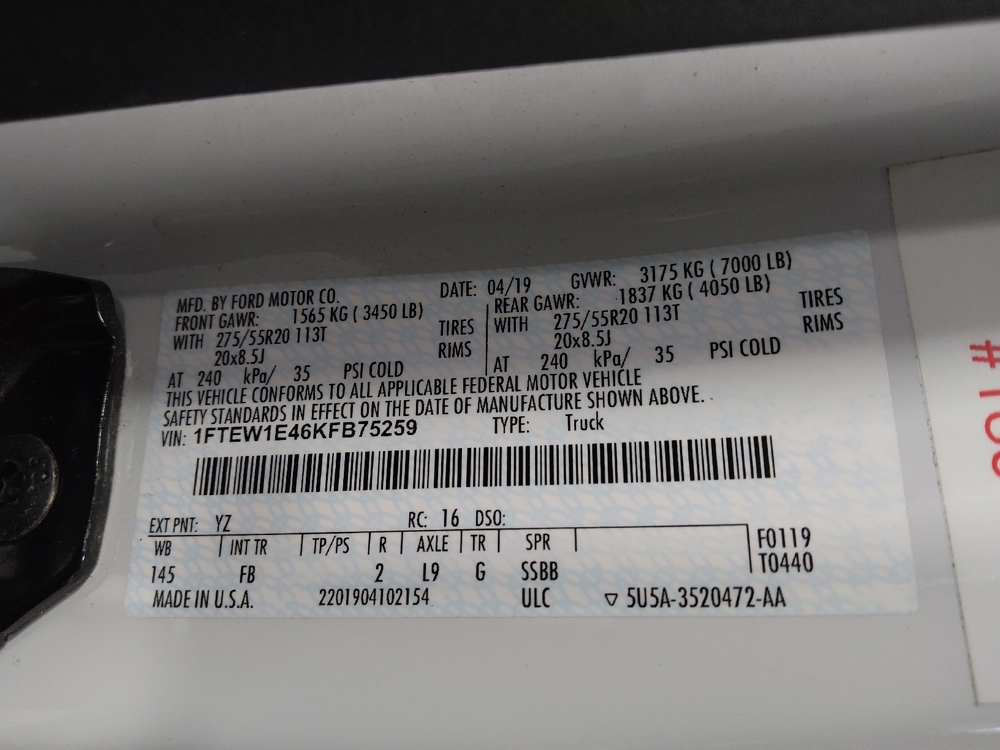 MFD. BY FORD MOTOR CO. DATE: 04/19 GVWR: 3175 KG ( 7000 LB)
FRONT GAWR: 1565 KG ( 3450 LB) REAR GAWR: 1837 KG ( 4050 LB)
WITH 275/55R20 113T TIRES WITH 275/55R20 113T TIRES
20x8.5J RIMS 20x8.5J RIMS
AT 240 kPa/ 35 PSI COLD AT 240 kPa/ 35 PSI COLD
THIS VEHICLE CONFORMS TO ALL APPLICABLE FEDERAL MOTOR VEHICLE
SAFETY STANDARDS IN EFFECT ON THE DATE OF MANUFACTURE SHOWN ABOVE.
VIN: 1FTEW1E46KFB75259 TYPE: Truck
EXT PNT: YZ RC: 16 DSO:
WB INT TR TP/PS R AXLE TR SPR F0119
145 FB 2 L9 G SSBB T0440
MADE IN U.S.A. 2201904102154 ULC ▽ 5U5A-3520472-AA